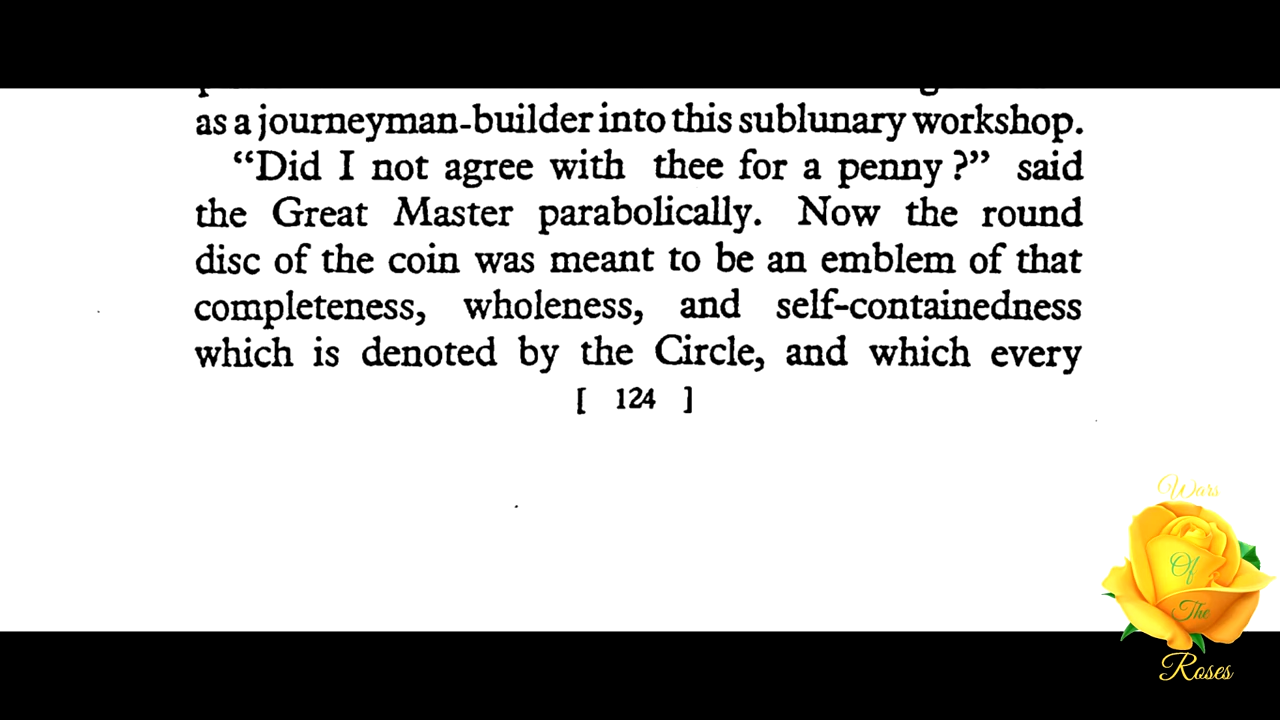 as a journeyman-builder into this sublunary workshop.
“Did I not agree with thee for a penny?” said
the Great Master parabolically. Now the round
disc of the coin was meant to be an emblem of that
completeness, wholeness, and self-containedness
which is denoted by the Circle, and which every
[ 124 ]
Wars
Of
The
Roses